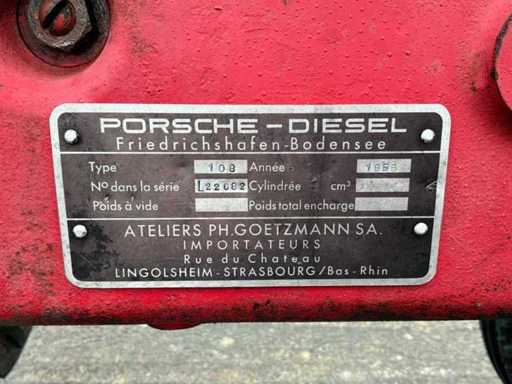 PORSCHE-DIESEL
Friedrichshafen-Bodensee
Type 108 Année
No dans la série L22082 Cylindrée cm³
Poids à vide Poids total encharge
ATELIERS PH.GOETZMANN SA.
IMPORTATEURS
Rue du Chateau
LINGOLSHEIM-STRASBOURG/Bas-Rhin